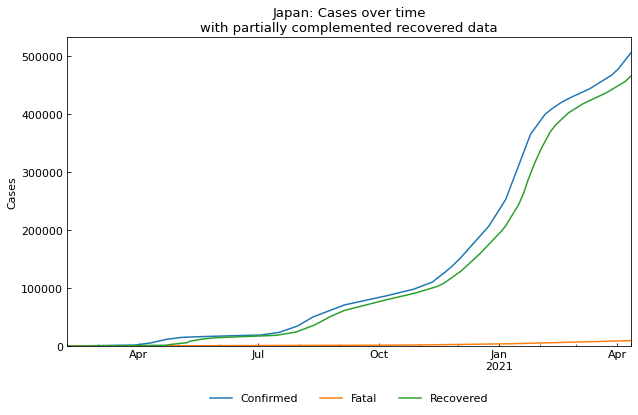 Japan: Cases over time
with partially complemented recovered data
500000
400000
300000
200000
100000
0
Cases
Apr
Jul
Oct
Jan
2021
Apr
Confirmed
Fatal
Recovered